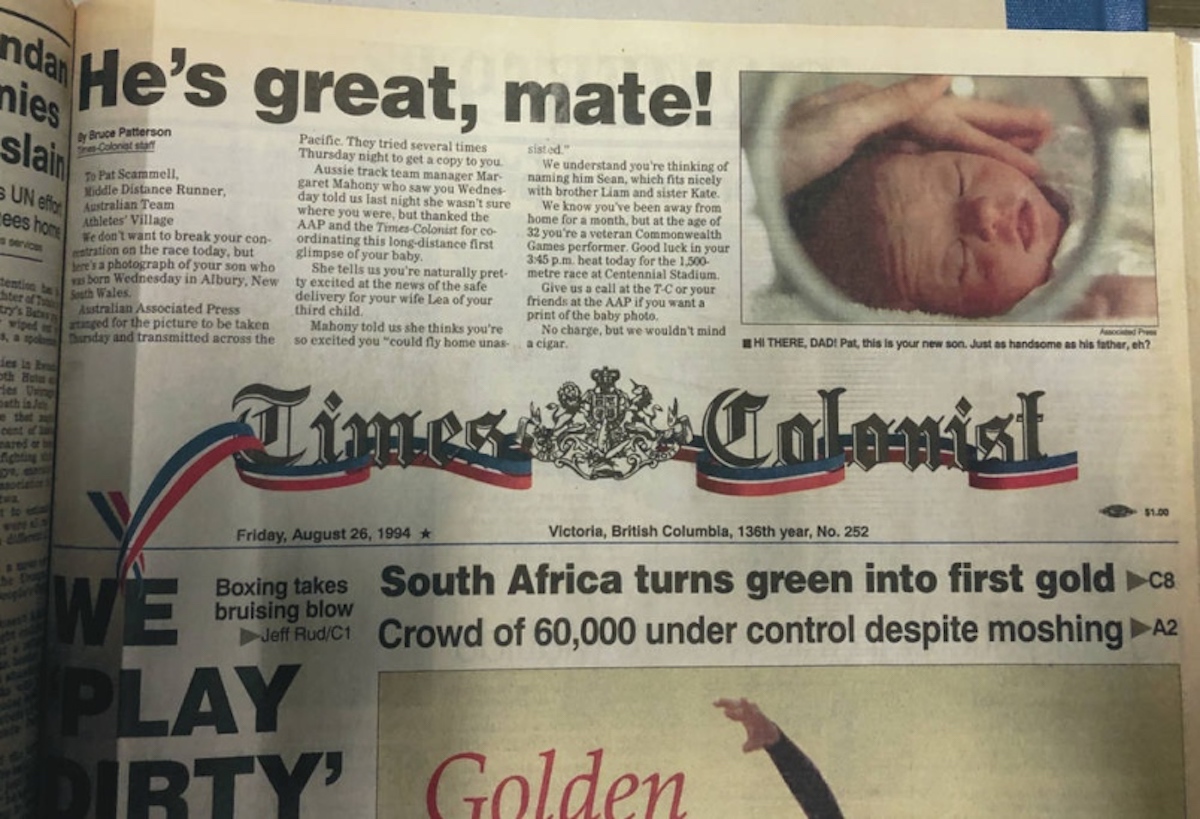 ndan
nies
slain
s UN effort
ees home
s services
He's great, mate!
By Bruce Patterson
Times-Colonist staff
To Pat Scammell,
Middle Distance Runner,
Australian Team
Athletes' Village
We don't want to break your con-
centration on the race today, but
here's a photograph of your son who
was born Wednesday in Albury, New
South Wales.
Australian Associated Press
arranged for the picture to be taken
Thursday and transmitted across the
Pacific. They tried several times
Thursday night to get a copy to you.
Aussie track team manager Mar-
garet Mahony who saw you Wednes-
day told us last night she wasn't sure
where you were, but thanked the
AAP and the Times-Colonist for co-
ordinating this long-distance first
glimpse of your baby.
She tells us you're naturally pret-
ty excited at the news of the safe
delivery for your wife Lea of your
third child.
Mahony told us she thinks you're
so excited you "could fly home unas-
sisted."
We understand you're thinking of
naming him Sean, which fits nicely
with brother Liam and sister Kate.
We know you've been away from
home for a month, but at the age of
32 you're a veteran Commonwealth
Games performer. Good luck in your
3:45 p.m. heat today for the 1,500-
metre race at Centennial Stadium.
Give us a call at the T-C or your
friends at the AAP if you want a
print of the baby photo.
No charge, but we wouldn't mind
a cigar.
Associated Press
HI THERE, DAD! Pat, this is your new son. Just as handsome as his father, eh?
Times Colonist
$1.00
Friday, August 26, 1994 ★ Victoria, British Columbia, 136th year, No. 252
WE
'PLAY
DIRTY'
Boxing takes
bruising blow
▶Jeff Rud/C1
South Africa turns green into first gold ▶C8
Crowd of 60,000 under control despite moshing ▶A2
Golden